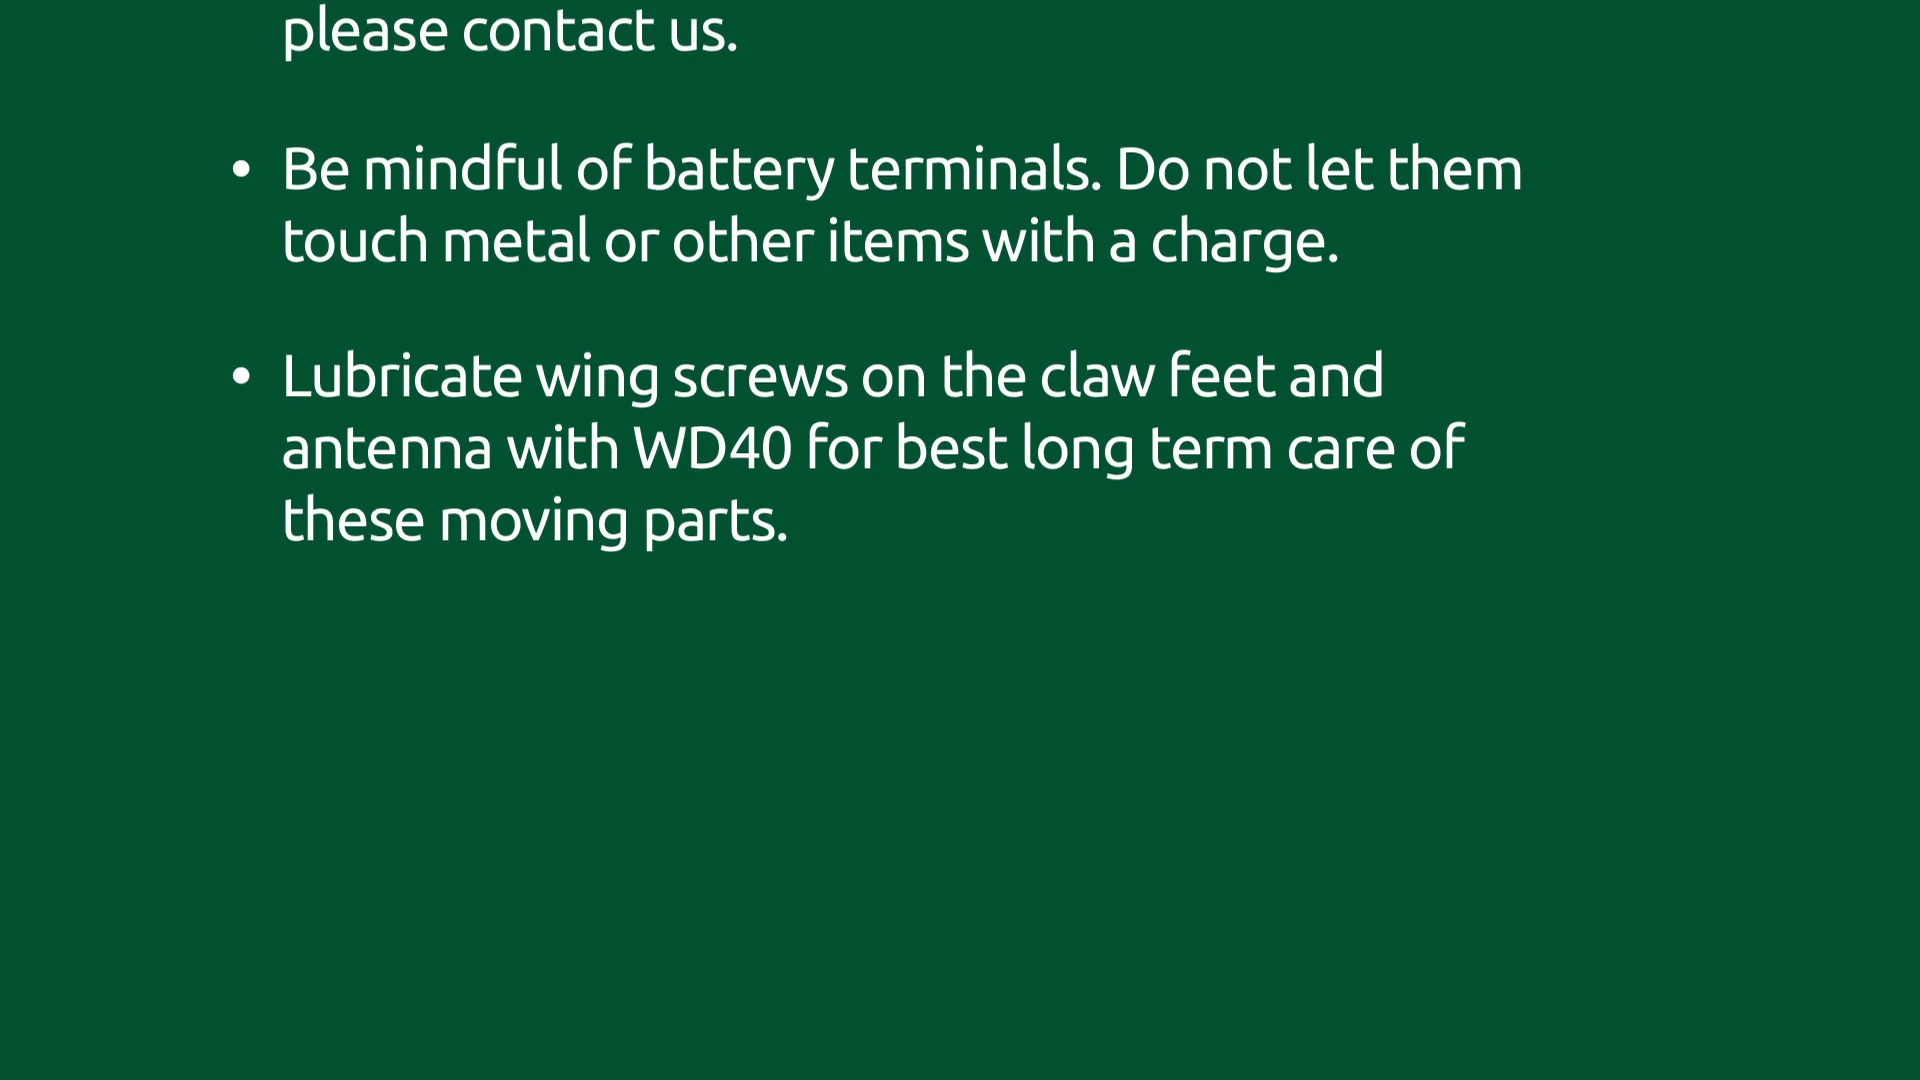 please contact us.
• Be mindful of battery terminals. Do not let them
touch metal or other items with a charge.
• Lubricate wing screws on the claw feet and
antenna with WD40 for best long term care of
these moving parts.